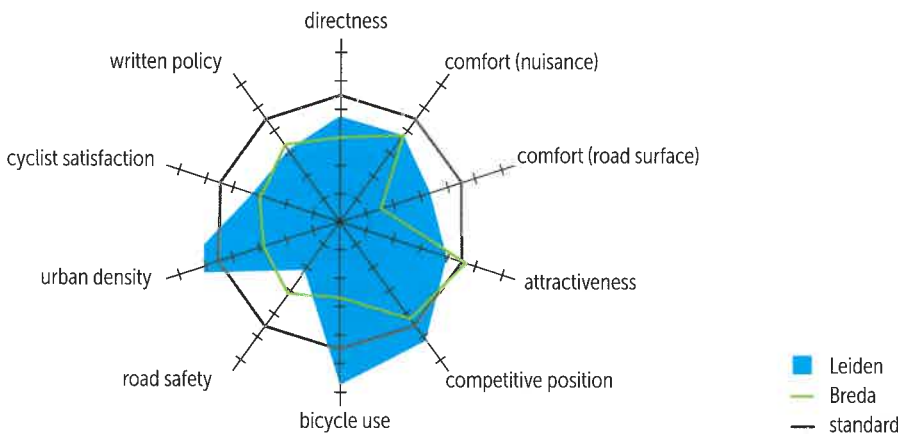 directness
written policy
comfort (nuisance)
cyclist satisfaction
comfort (road surface)
urban density
attractiveness
road safety
competitive position
bicycle use
Leiden
Breda
standard